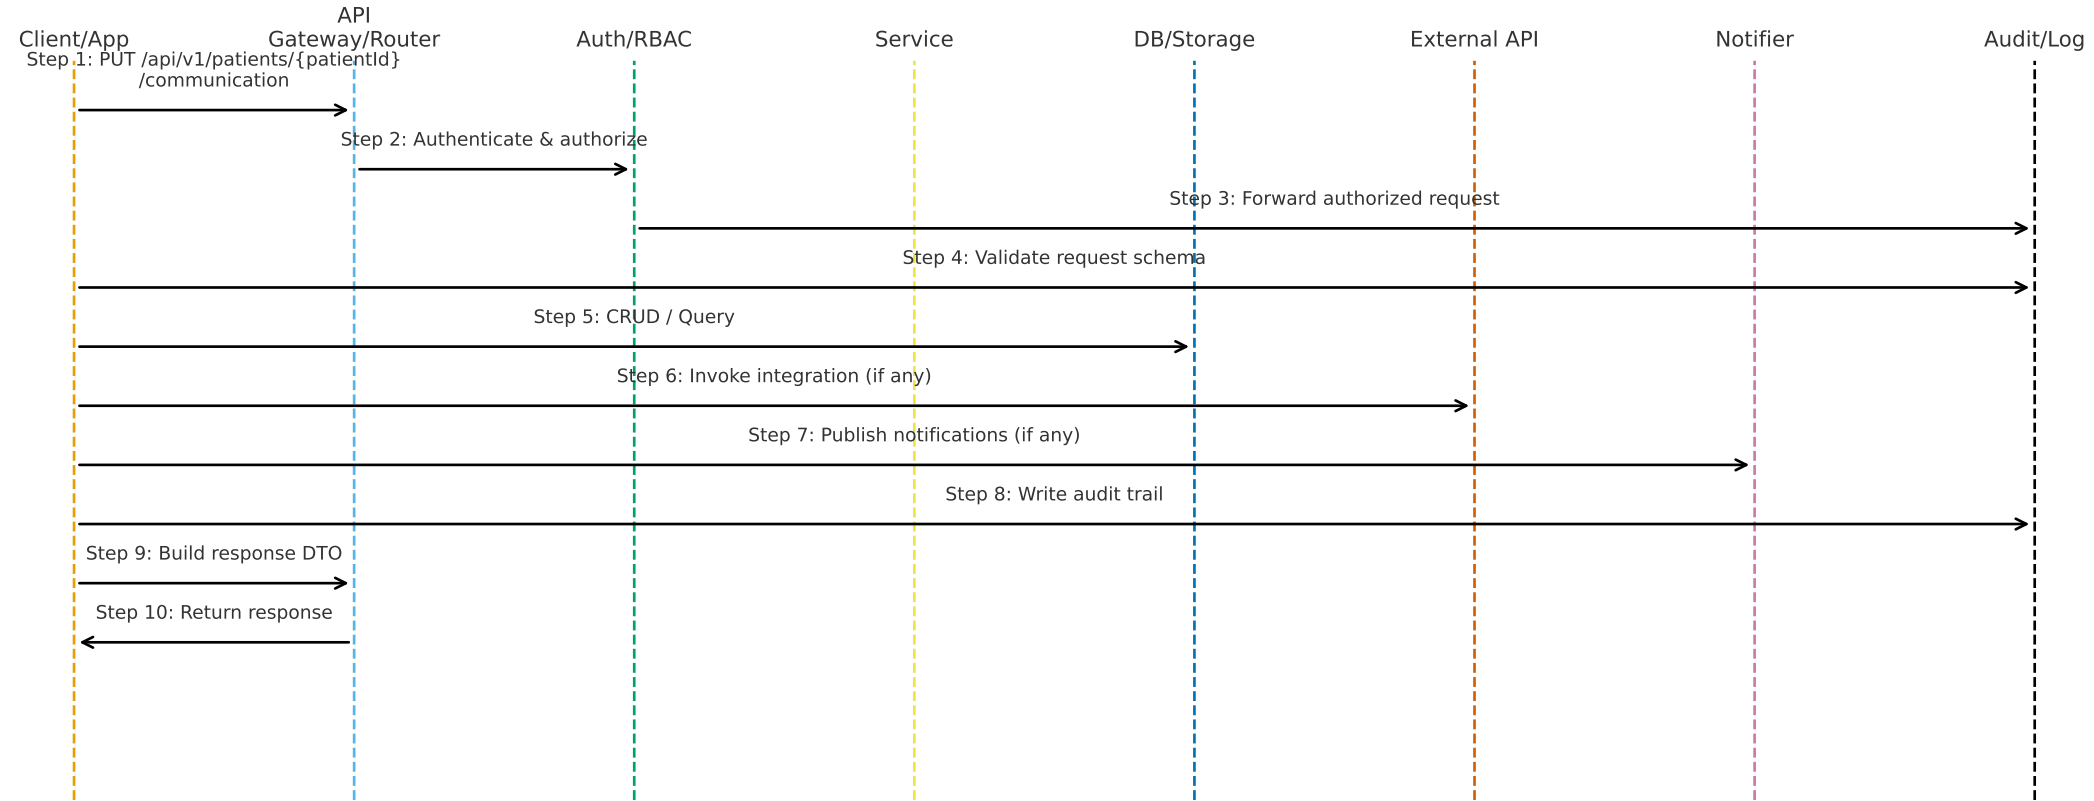 API
Client/App
Gateway/Router
Auth/RBAC
Service
DB/Storage
External API
Notifier
Audit/Log
Step 1: PUT /api/v1/patients/{patientId}
/communication
Step 2: Authenticate & authorize
Step 3: Forward authorized request
Step 4: Validate request schema
Step 5: CRUD / Query
Step 6: Invoke integration (if any)
Step 7: Publish notifications (if any)
Step 8: Write audit trail
Step 9: Build response DTO
Step 10: Return response